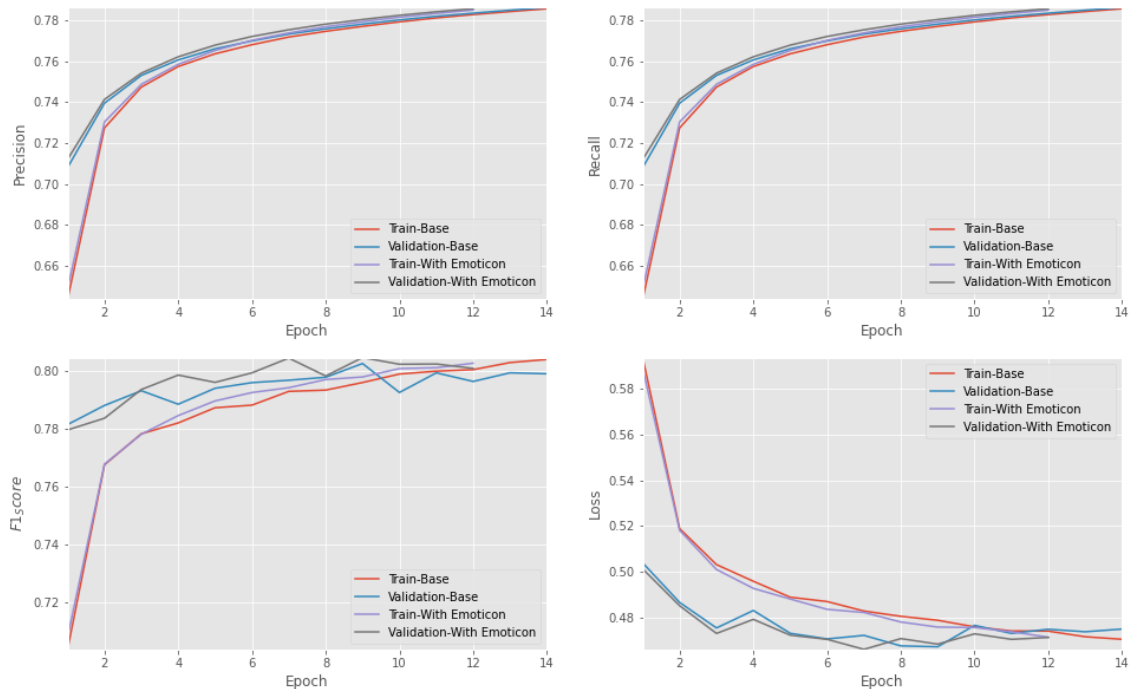 0.78
0.76
0.74
0.72
0.70
0.68
0.66
Precision
Train-Base
Validation-Base
Train-With Emoticon
Validation-With Emoticon
2 4 6 8 10 12 14
Epoch
0.78
0.76
0.74
0.72
0.70
0.68
0.66
Recall
Train-Base
Validation-Base
Train-With Emoticon
Validation-With Emoticon
2 4 6 8 10 12 14
Epoch
0.80
0.78
0.76
0.74
0.72
F1ₛcore
Train-Base
Validation-Base
Train-With Emoticon
Validation-With Emoticon
2 4 6 8 10 12 14
Epoch
0.58
0.56
0.54
0.52
0.50
0.48
Loss
Train-Base
Validation-Base
Train-With Emoticon
Validation-With Emoticon
2 4 6 8 10 12 14
Epoch